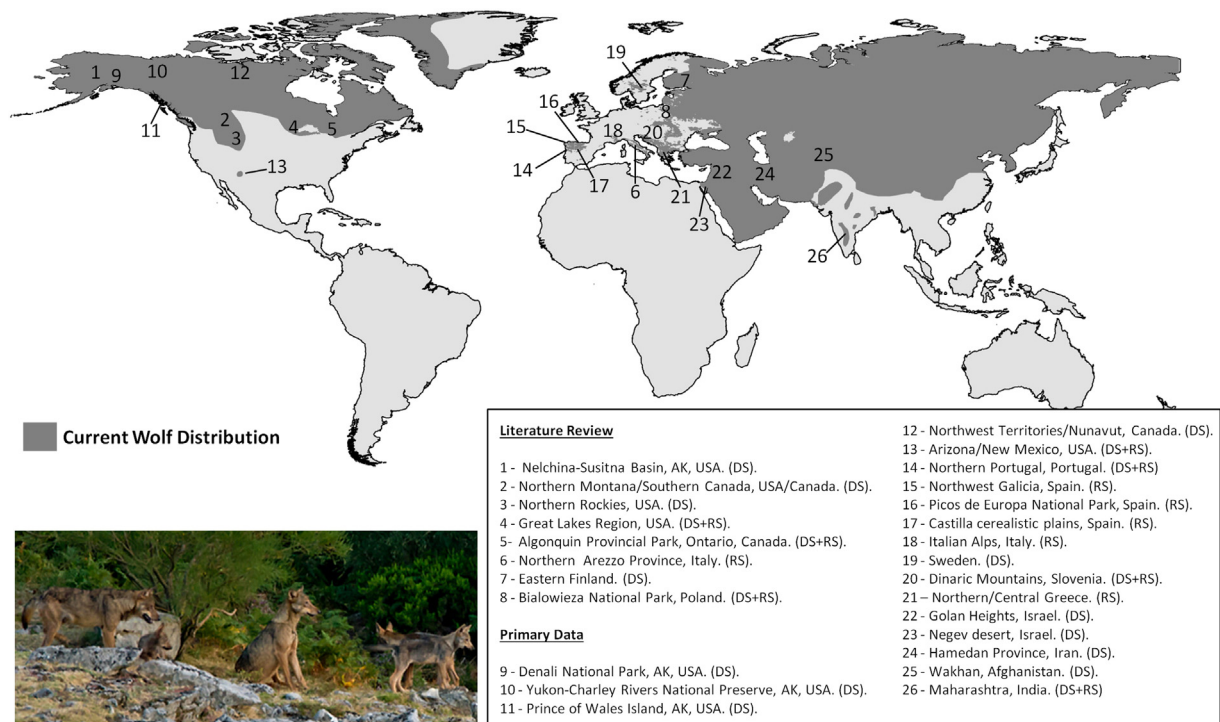 19
1
9
10
12
7
16
8
2
4
5
11
3
15
18
20
25
13
22
24
14
17
6
21
23
26
Current Wolf Distribution
Literature Review
1 - Nelchina-Susitna Basin, AK, USA. (DS).
2 - Northern Montana/Southern Canada, USA/Canada. (DS).
3 - Northern Rockies, USA. (DS).
4 - Great Lakes Region, USA. (DS+RS).
5- Algonquin Provincial Park, Ontario, Canada. (DS+RS).
6 - Northern Arezzo Province, Italy. (RS).
7 - Eastern Finland. (DS).
8 - Bialowieza National Park, Poland. (DS+RS).
Primary Data
9 - Denali National Park, AK, USA. (DS).
10 - Yukon-Charley Rivers National Preserve, AK, USA. (DS).
11 - Prince of Wales Island, AK, USA. (DS).
12 - Northwest Territories/Nunavut, Canada. (DS).
13 - Arizona/New Mexico, USA. (DS+RS).
14 - Northern Portugal, Portugal. (DS+RS)
15 - Northwest Galicia, Spain. (RS).
16 - Picos de Europa National Park, Spain. (RS).
17 - Castilla cerealistic plains, Spain. (RS).
18 - Italian Alps, Italy. (RS).
19 - Sweden. (DS).
20 - Dinaric Mountains, Slovenia. (DS+RS).
21 – Northern/Central Greece. (RS).
22 - Golan Heights, Israel. (DS).
23 - Negev desert, Israel. (DS).
24 - Hamedan Province, Iran. (DS).
25 - Wakhan, Afghanistan. (DS).
26 - Maharashtra, India. (DS+RS)